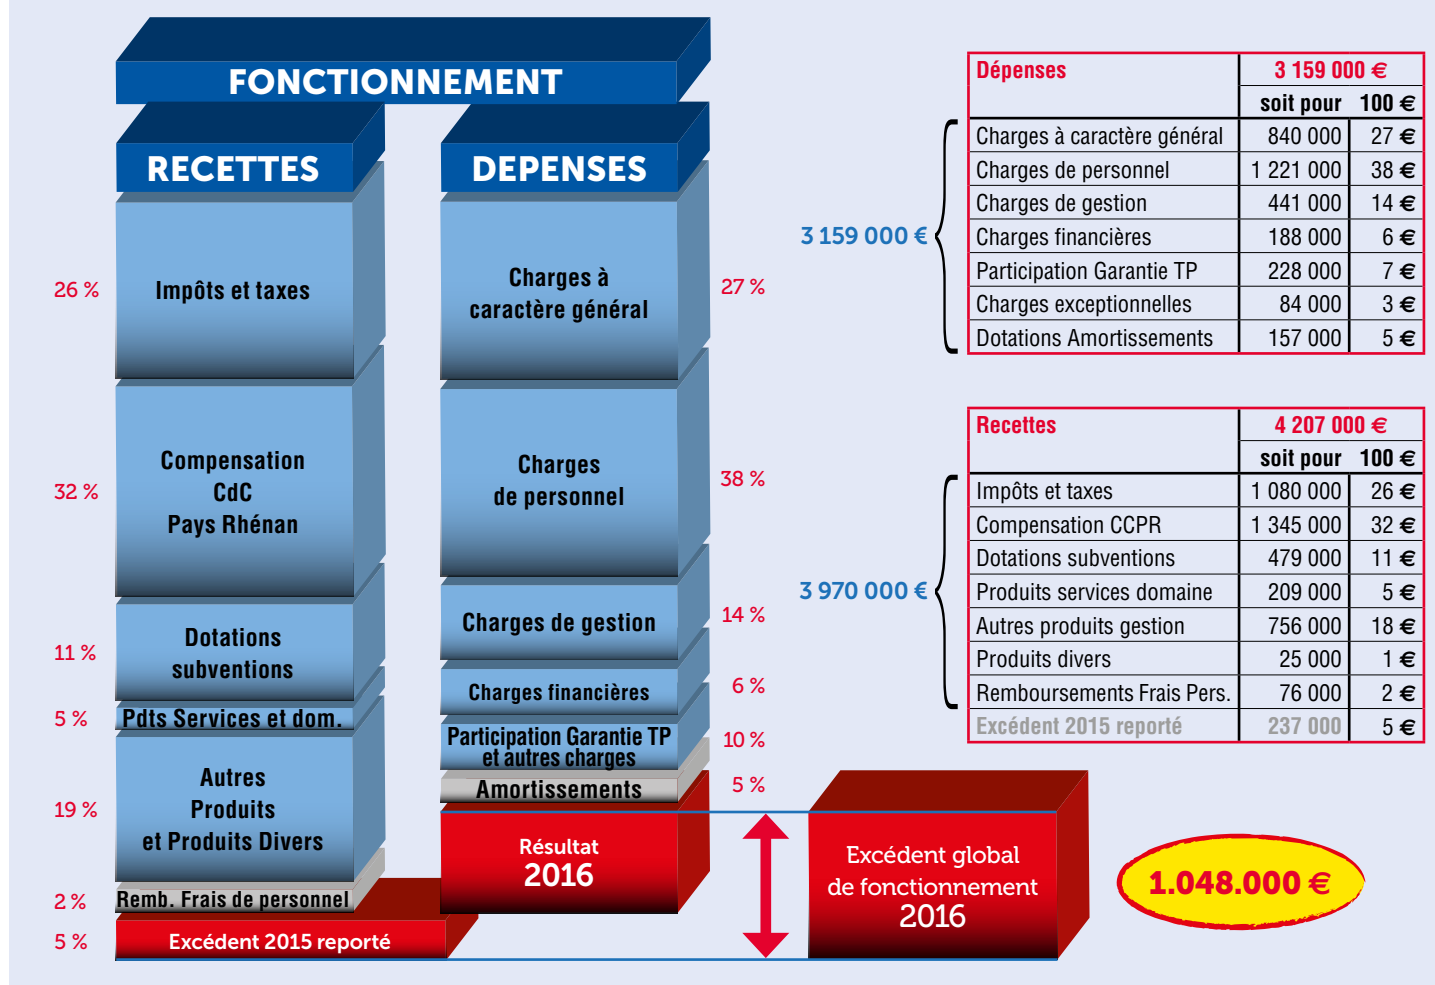 FONCTIONNEMENT
RECETTES
26 %
Impôts et taxes
32 %
Compensation
CdC
Pays Rhénan
11 %
Dotations
subventions
5 %
Pdts Services et dom.
19 %
Autres
Produits
et Produits Divers
2 %
Remb. Frais de personnel
5 %
Excédent 2015 reporté
DEPENSES
Charges à
caractère général
27 %
Charges
de personnel
38 %
Charges de gestion
14 %
Charges financières
6 %
Participation Garantie TP
et autres charges
10 %
Amortissements
5 %
Résultat
2016
Excédent global
de fonctionnement
2016
1.048.000 €
3 159 000 €
Dépenses 3 159 000 €
soit pour 100 €
Charges à caractère général 840 000 27 €
Charges de personnel 1 221 000 38 €
Charges de gestion 441 000 14 €
Charges financières 188 000 6 €
Participation Garantie TP 228 000 7 €
Charges exceptionnelles 84 000 3 €
Dotations Amortissements 157 000 5 €
3 970 000 €
Recettes 4 207 000 €
soit pour 100 €
Impôts et taxes 1 080 000 26 €
Compensation CCPR 1 345 000 32 €
Dotations subventions 479 000 11 €
Produits services domaine 209 000 5 €
Autres produits gestion 756 000 18 €
Produits divers 25 000 1 €
Remboursements Frais Pers. 76 000 2 €
Excédent 2015 reporté 237 000 5 €